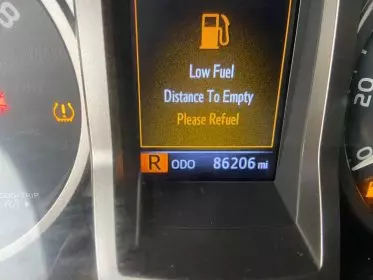 Low Fuel
Distance To Empty
Please Refuel
R ODO 86206 mi